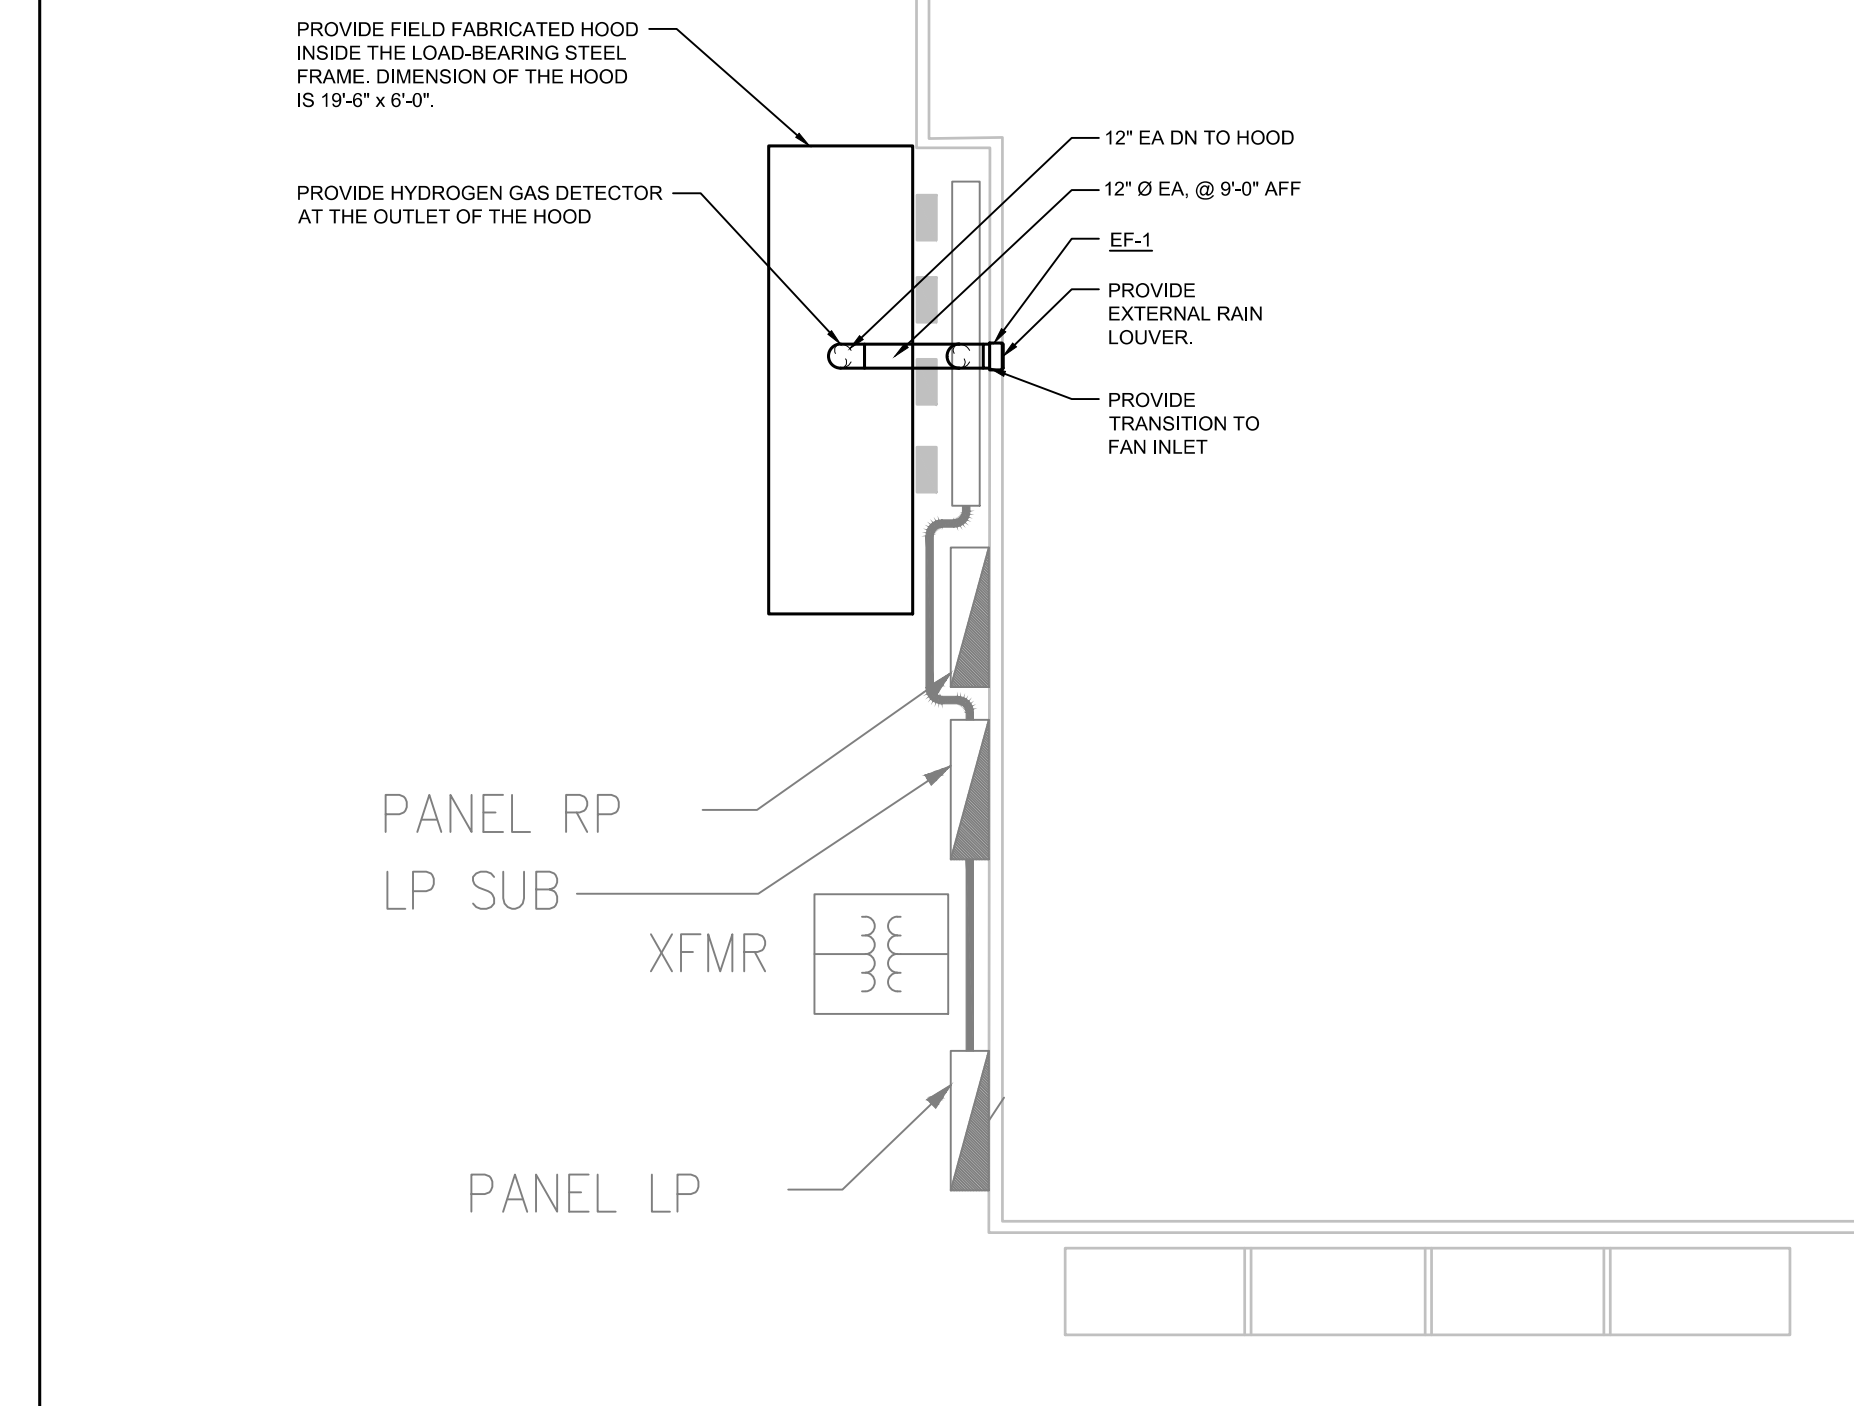 PROVIDE FIELD FABRICATED HOOD
INSIDE THE LOAD-BEARING STEEL
FRAME. DIMENSION OF THE HOOD
IS 19'-6" x 6'-0".
PROVIDE HYDROGEN GAS DETECTOR
AT THE OUTLET OF THE HOOD
12" EA DN TO HOOD
12" Ø EA, @ 9'-0" AFF
EF-1
PROVIDE
EXTERNAL RAIN
LOUVER.
PROVIDE
TRANSITION TO
FAN INLET
PANEL RP
LP SUB
XFMR
PANEL LP